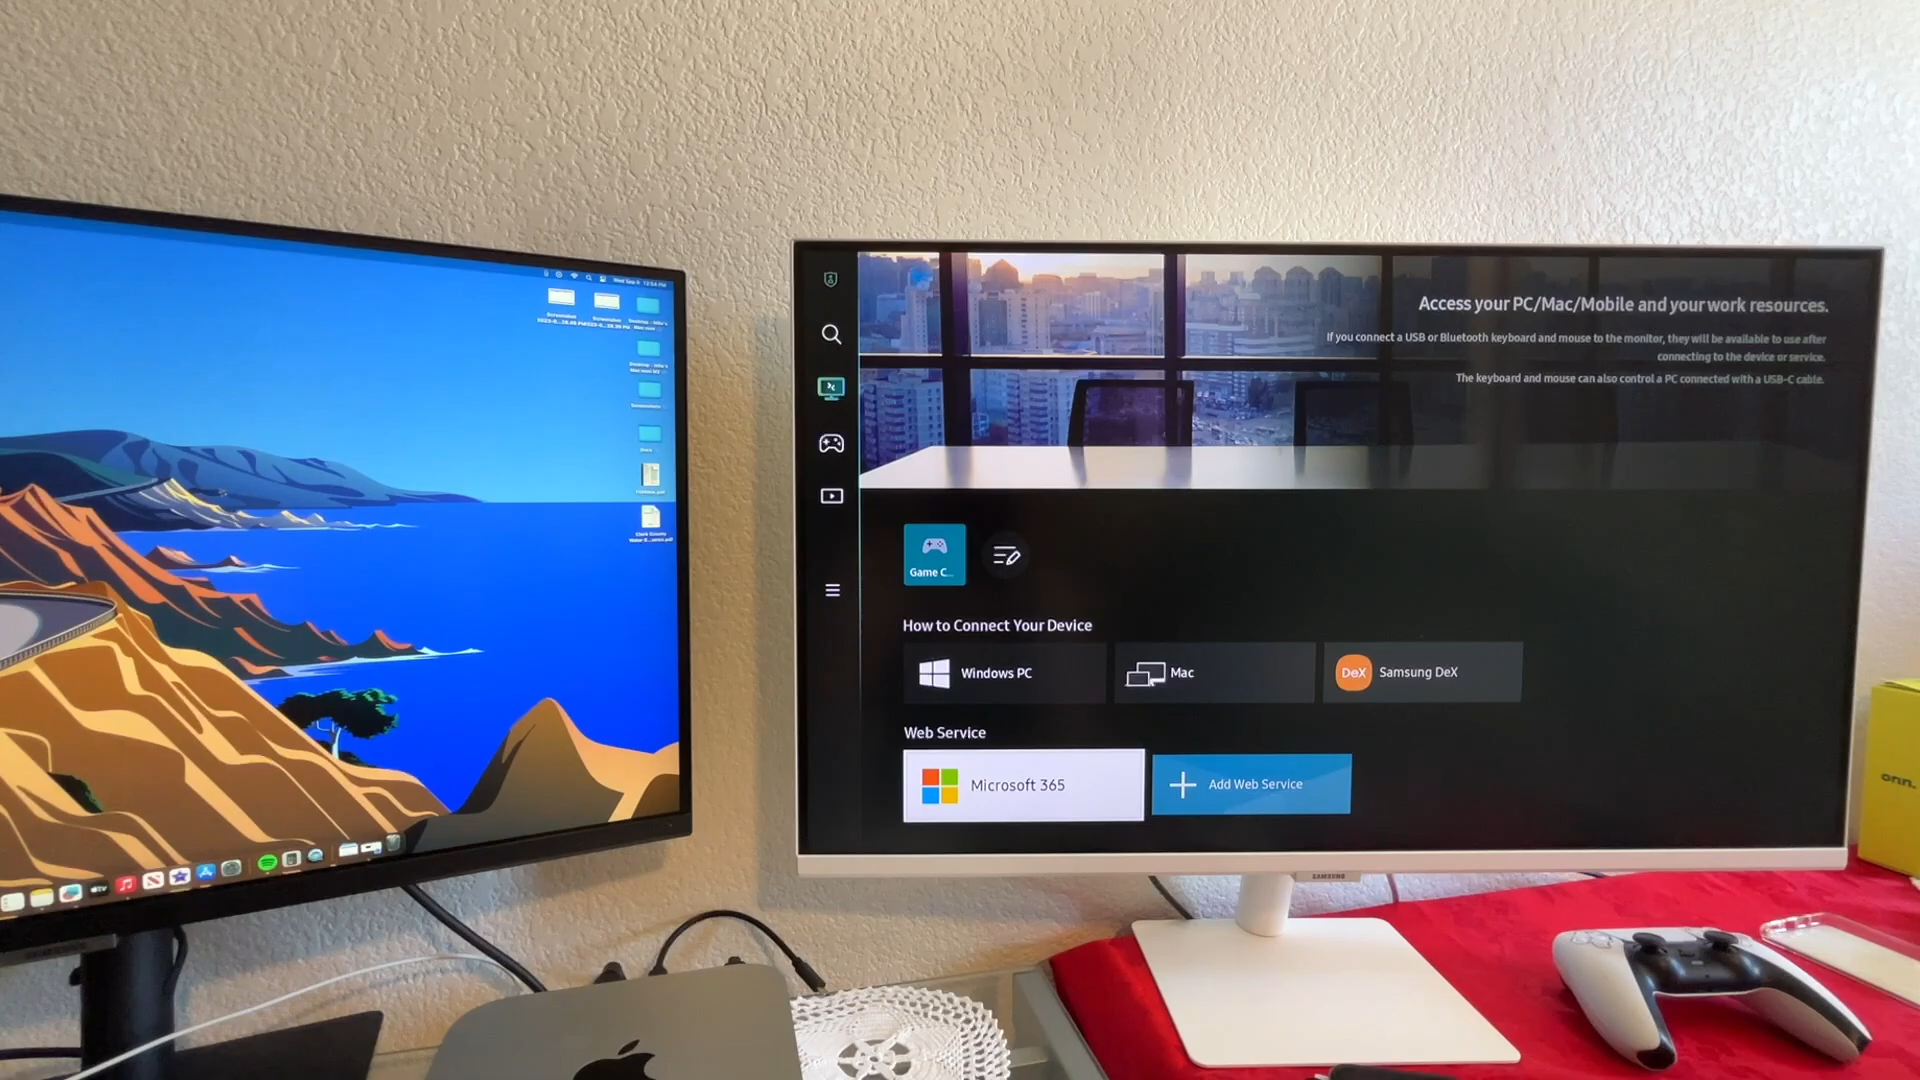 Access your PC/Mac/Mobile and your work resources.
If you connect a USB or Bluetooth keyboard and mouse to the monitor, they will be available to use after
connecting to the device or service.
The keyboard and mouse can also control a PC connected with a USB-C cable.
Game C...
How to Connect Your Device
Windows PC
Mac
DeX
Samsung DeX
Web Service
Microsoft 365
Add Web Service
SAMSUNG
onn.